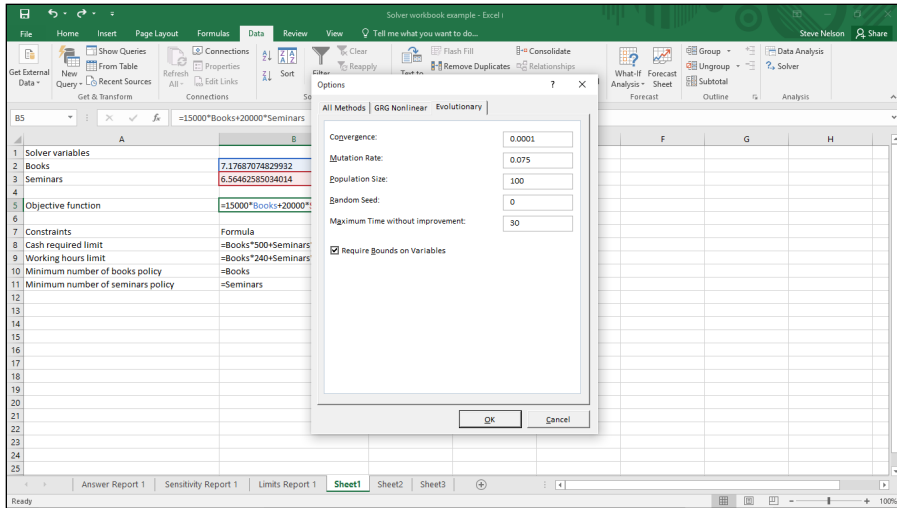 Solver workbook example - Excel
File Home Insert Page Layout Formulas Data Review View Tell me what you want to do... Steve Nelson Share
Get External Data
New Query
Show Queries
From Table
Recent Sources
Get & Transform
Refresh All
Connections
Properties
Edit Links
Connections
Sort
Filter
Clear
Reapply
Text to
Flash Fill
Remove Duplicates
Consolidate
Relationships
What-If Analysis
Forecast Sheet
Forecast
Group
Ungroup
Subtotal
Outline
Data Analysis
Solver
Analysis
B5 fx =15000*Books+20000*Seminars
A B F G H
1 Solver variables
2 Books 7.17687074829932
3 Seminars 6.56462585034014
4
5 Objective function =15000*Books+20000*
6
7 Constraints Formula
8 Cash required limit =Books*500+Seminars
9 Working hours limit =Books*240+Seminars
10 Minimum number of books policy =Books
11 Minimum number of seminars policy =Seminars
12
13
14
15
16
17
18
19
20
21
22
23
24
25
Options ? ×
All Methods GRG Nonlinear Evolutionary
Convergence: 0.0001
Mutation Rate: 0.075
Population Size: 100
Random Seed: 0
Maximum Time without improvement: 30
Require Bounds on Variables
OK Cancel
Answer Report 1 Sensitivity Report 1 Limits Report 1 Sheet1 Sheet2 Sheet3
Ready 100%